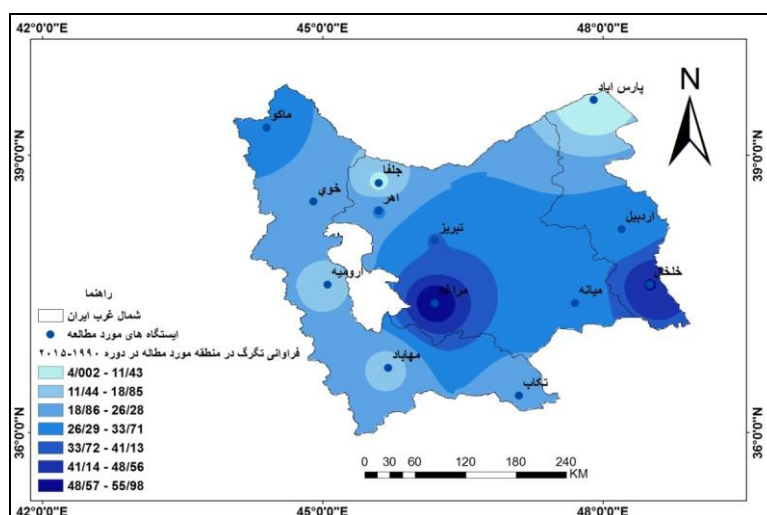 42°0'0"E 45°0'0"E 48°0'0"E
N
39°0'0"N 39°0'0"N
36°0'0"N 36°0'0"N
پارس اباد
ماکو
جلفا
خوي
اهر
اردبیل
تبریز
ارومیه
خلخال
مراغه
میانه
مهاباد
تکاب
راهنما
شمال غرب ایران
ایستگاه های مورد مطالعه
فراوانی تگرگ در منطقه مورد مطاله در دوره ۱۹۹۰-۲۰۱۵
4/002 - 11/43
11/44 - 18/85
18/86 - 26/28
26/29 - 33/71
33/72 - 41/13
41/14 - 48/56
48/57 - 55/98
0 30 60 120 180 240
KM
42°0'0"E 45°0'0"E 48°0'0"E